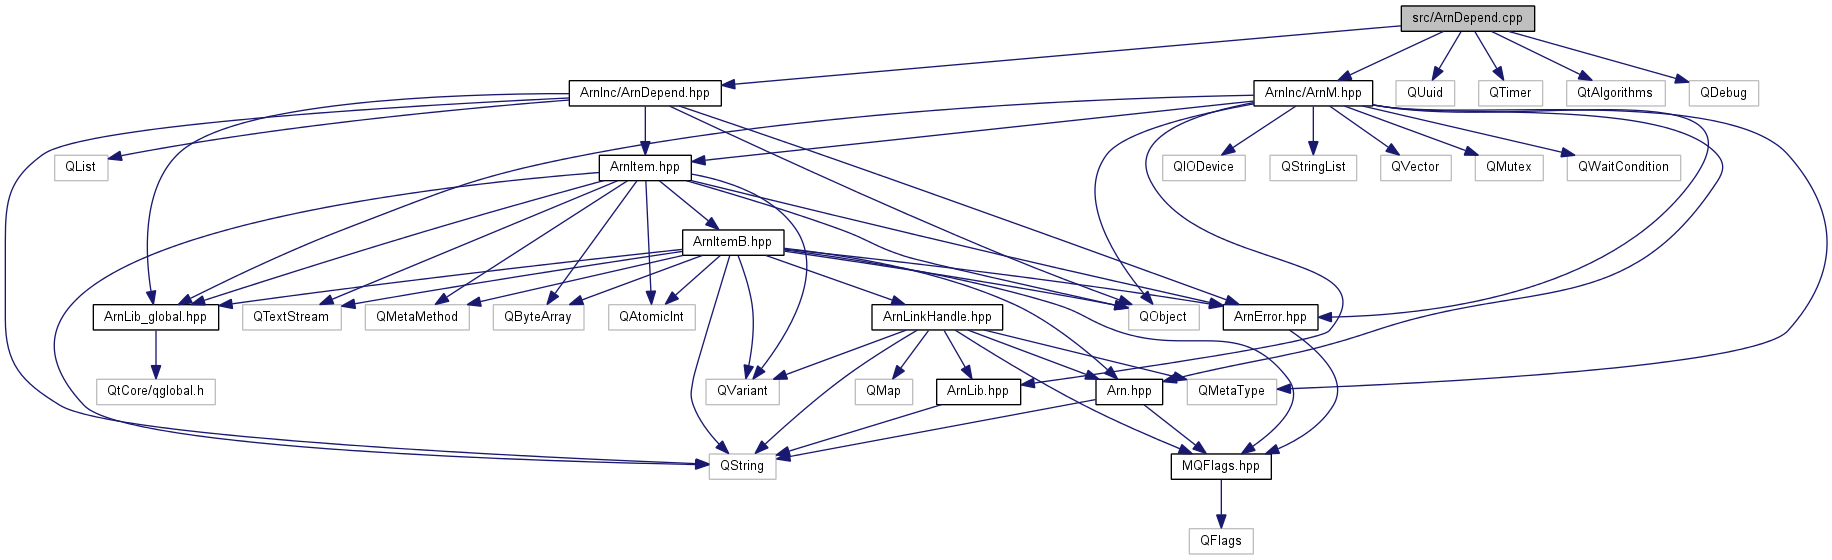 src/ArnDepend.cpp
ArnInc/ArnDepend.hpp
ArnInc/ArnM.hpp
QUuid
QTimer
QtAlgorithms
QDebug
QList
ArnItem.hpp
QIODevice
QStringList
QVector
QMutex
QWaitCondition
ArnItemB.hpp
ArnLib_global.hpp
QTextStream
QMetaMethod
QByteArray
QAtomicInt
ArnLinkHandle.hpp
QObject
ArnError.hpp
QtCore/qglobal.h
QVariant
QMap
ArnLib.hpp
Arn.hpp
QMetaType
QString
MQFlags.hpp
QFlags